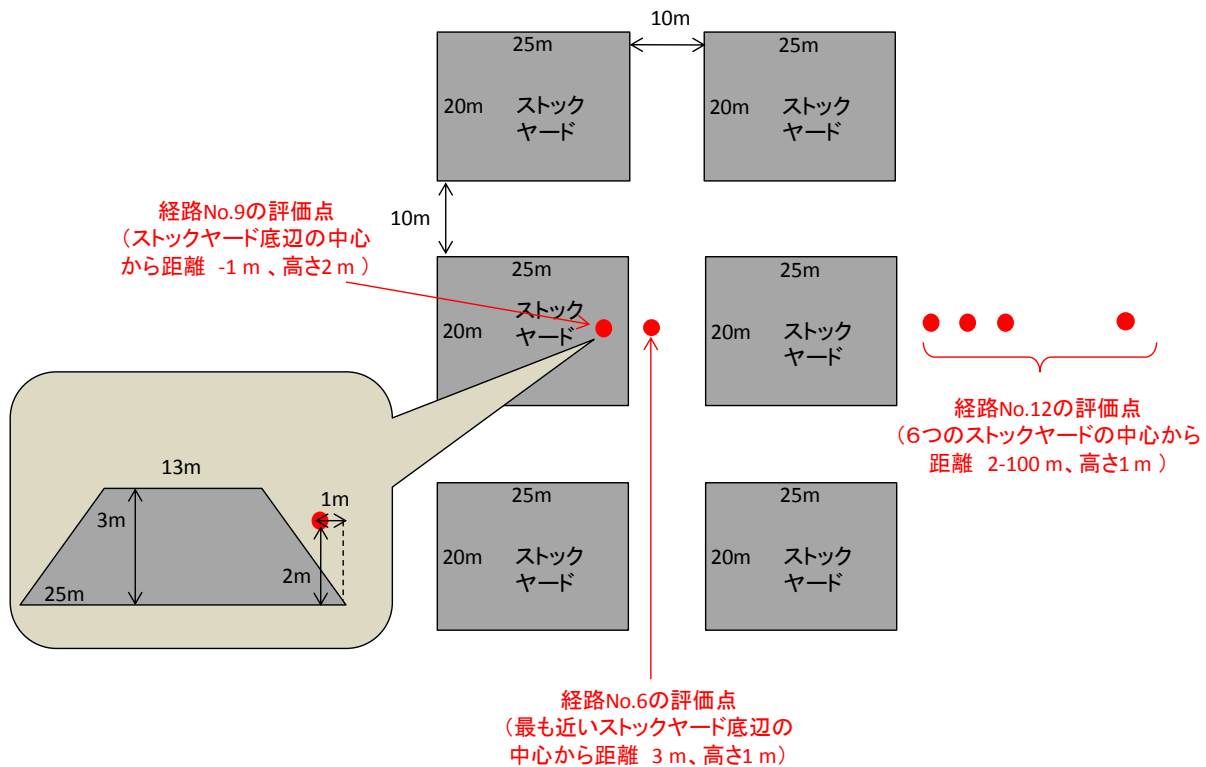 10m
25m
20m
ストック
ヤード
25m
20m
ストック
ヤード
経路No.9の評価点
（ストックヤード底辺の中心
から距離 -1 m 、高さ2 m ）
10m
25m
20m
ストック
ヤード
25m
20m
ストック
ヤード
経路No.12の評価点
（６つのストックヤードの中心から
距離 2-100 m、高さ1 m ）
13m
3m
1m
2m
25m
25m
20m
ストック
ヤード
25m
20m
ストック
ヤード
経路No.6の評価点
（最も近いストックヤード底辺の
中心から距離 3 m、高さ1 m）